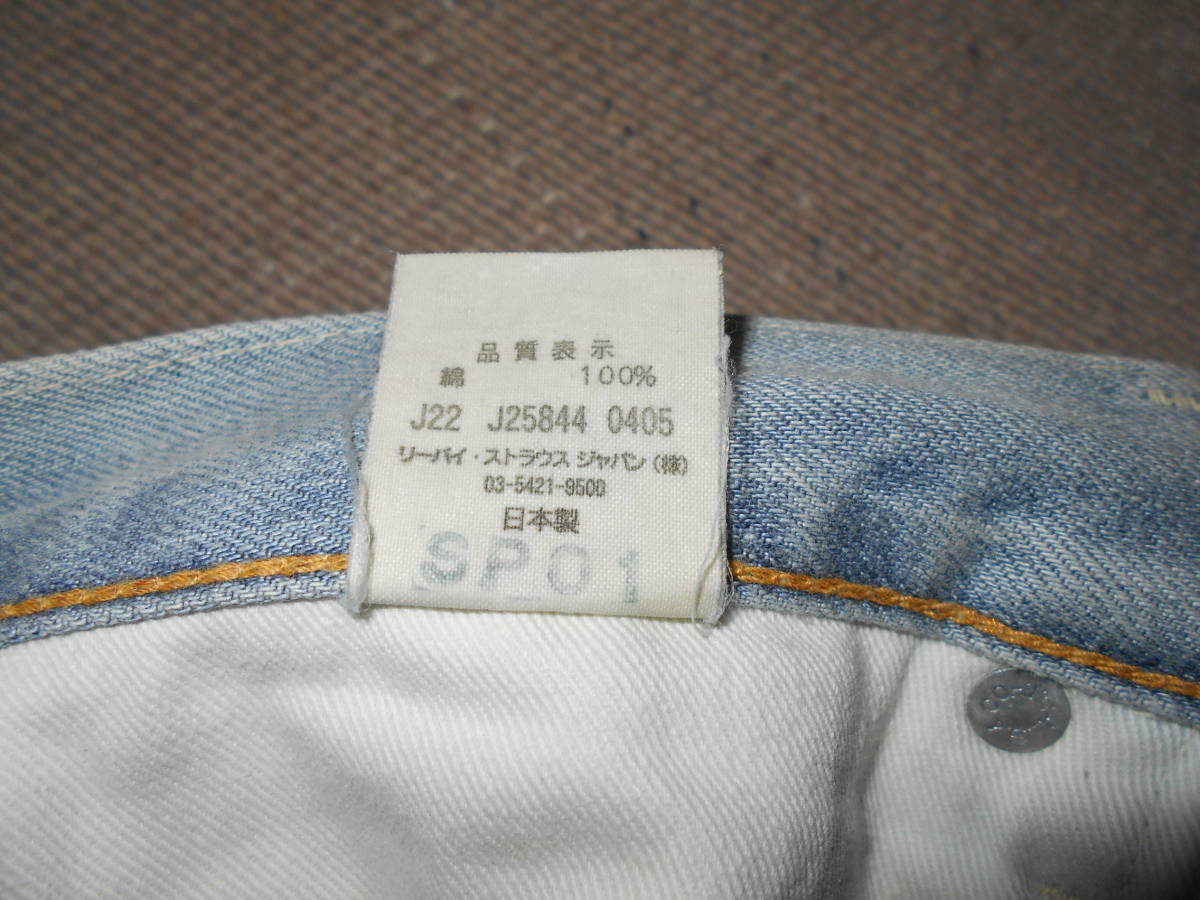 品質表示
綿 100%
J22 J25844 0405
リーバイ・ストラウス ジャパン(株)
03-5421-9500
日本製
SPO1